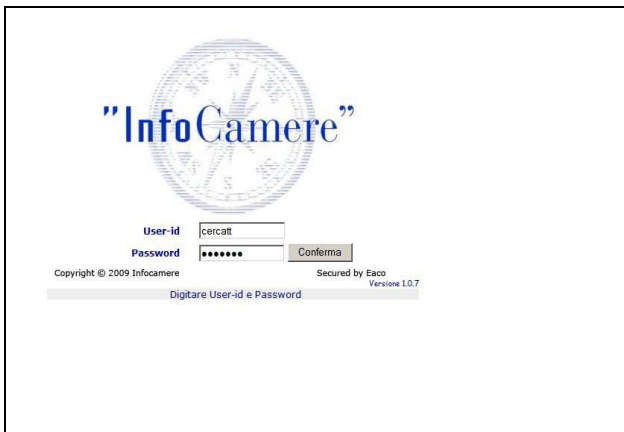 "InfoCamere"
User-id cercatt
Password ••••••• Conferma
Copyright © 2009 Infocamere Secured by Eaco
Versione 1.0.7
Digitare User-id e Password